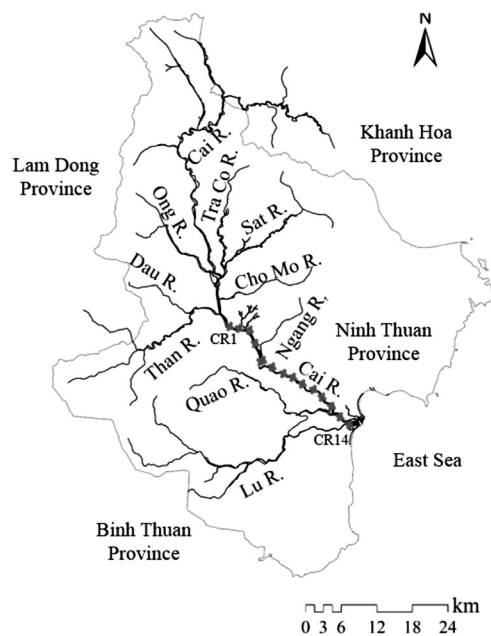 N
Khanh Hoa
Province
Lam Dong
Province
Cai R.
Tra Co R.
Ong R.
Sat R.
Dau R.
Cho Mo R.
Ngang R.
Ninh Thuan
Province
CR1
Than R.
Cai R.
Quao R.
CR14
East Sea
Lu R.
Binh Thuan
Province
km
0 3 6 12 18 24